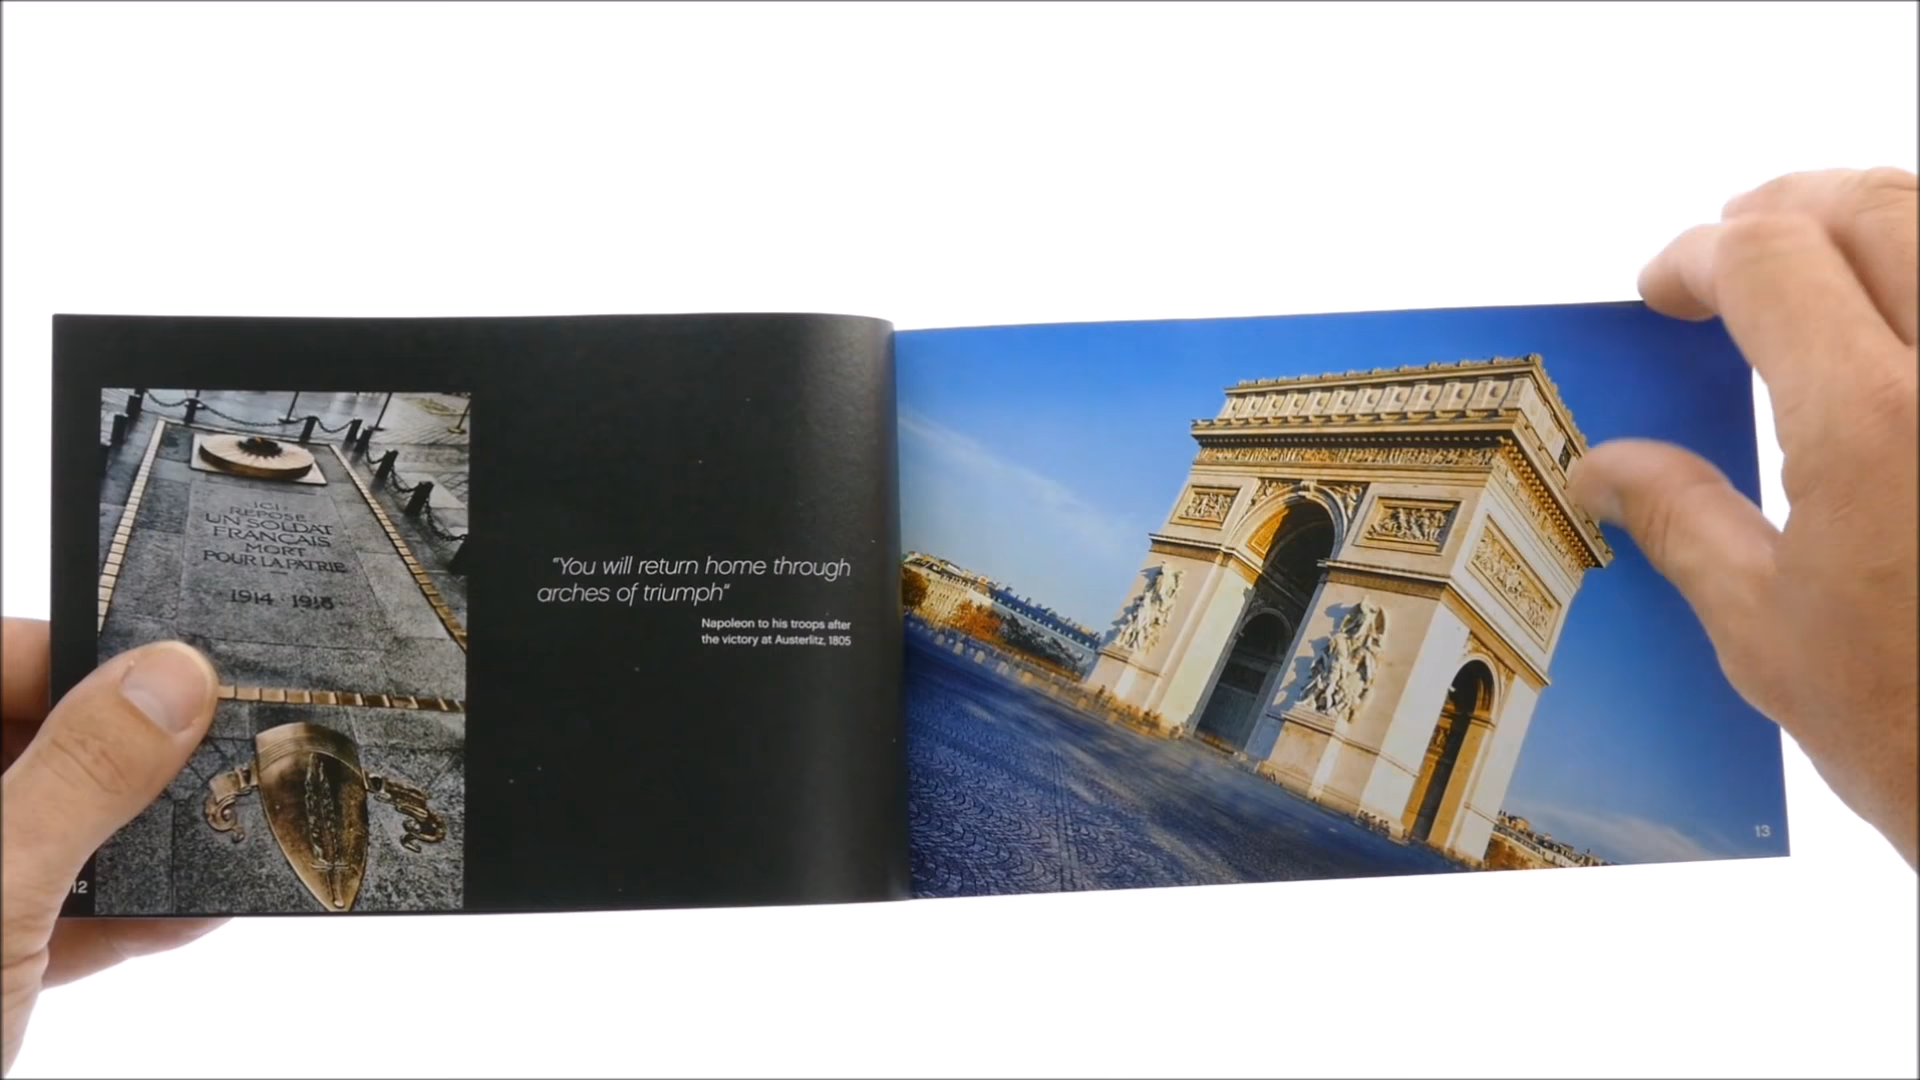 ICI
REPOSE
UN SOLDAT
FRANÇAIS
MORT
POUR LA PATRIE
1914 · 1918
12
"You will return home through
arches of triumph"
Napoleon to his troops after
the victory at Austerlitz, 1805
13